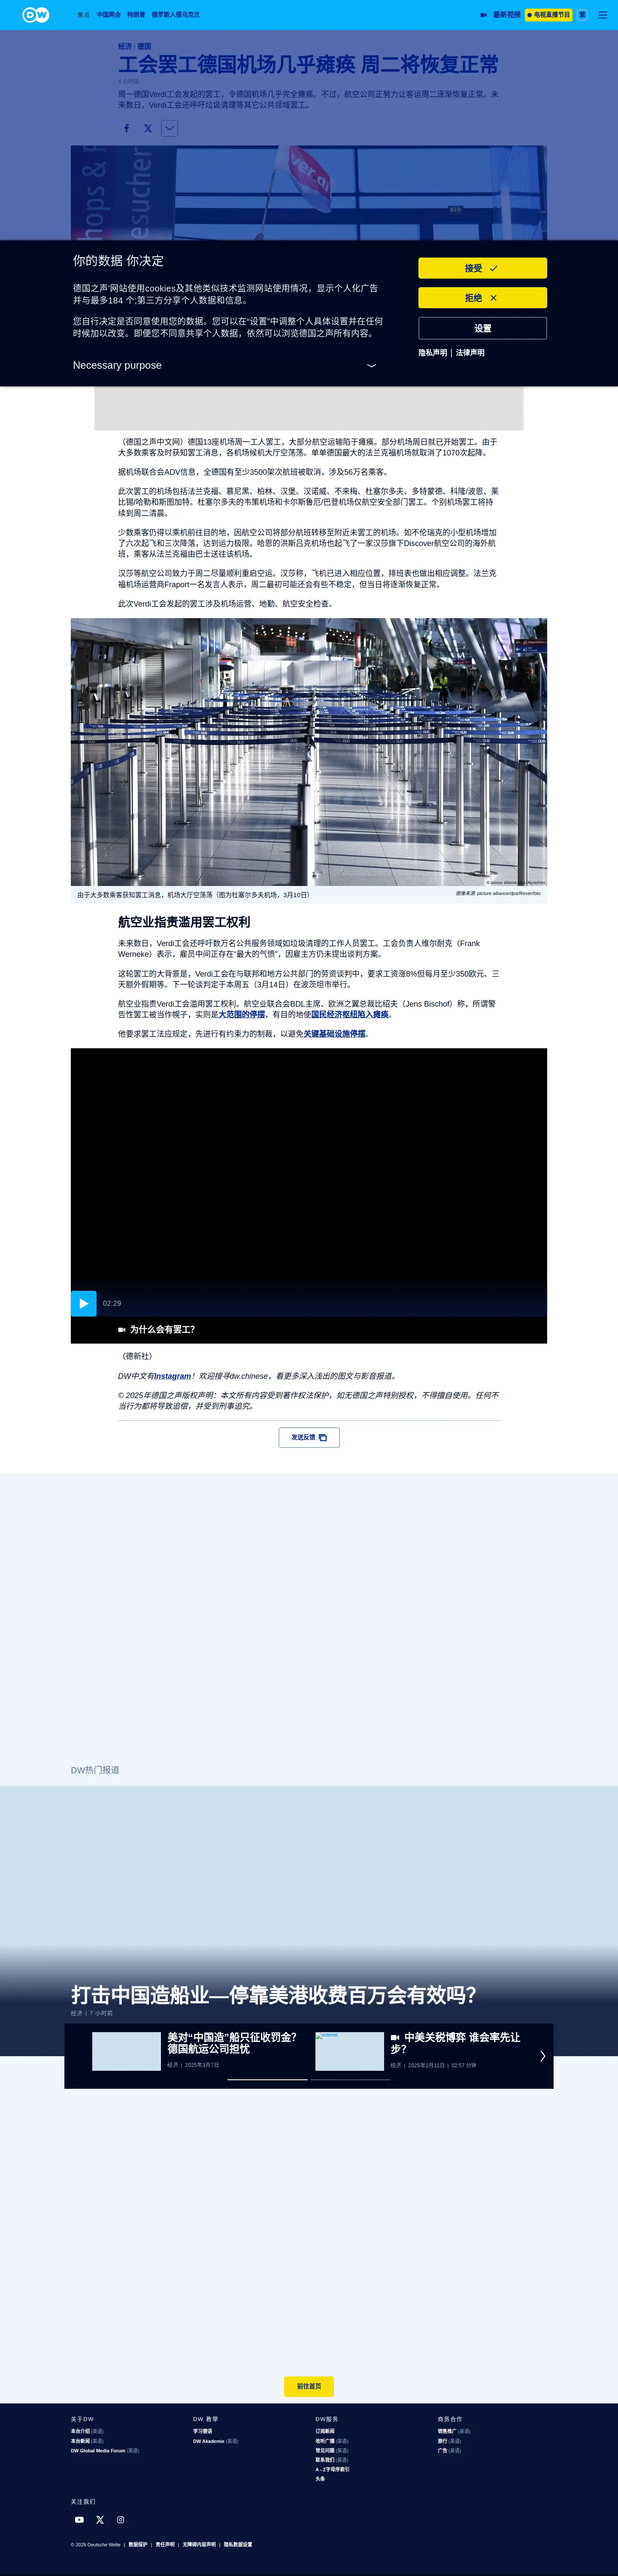 DW
焦点 中国两会 特朗普 俄罗斯入侵乌克兰
最新视频
电视直播节目
繁
经济 | 德国
工会罢工德国机场几乎瘫痪 周二将恢复正常
4 小时前
周一德国Verdi工会发起的罢工，令德国机场几乎完全瘫痪。不过，航空公司正努力让客运周二逐渐恢复正常。未
来数日，Verdi工会还呼吁垃圾清理等其它公共领域罢工。
你的数据 你决定
德国之声网站使用cookies及其他类似技术监测网站使用情况，显示个人化广告
并与最多184 个;第三方分享个人数据和信息。
您自行决定是否同意使用您的数据。您可以在“设置”中调整个人具体设置并在任何
时候加以改变。即便您不同意共享个人数据，依然可以浏览德国之声所有内容。
Necessary purpose
接受
拒绝
设置
隐私声明 | 法律声明
（德国之声中文网）德国13座机场周一工人罢工，大部分航空运输陷于瘫痪。部分机场周日就已开始罢工。由于
大多数乘客及时获知罢工消息，各机场候机大厅空荡荡。单单德国最大的法兰克福机场就取消了1070次起降。
据机场联合会ADV信息，全德国有至少3500架次航班被取消，涉及56万名乘客。
此次罢工的机场包括法兰克福、慕尼黑、柏林、汉堡、汉诺威、不来梅、杜塞尔多夫、多特蒙德、科隆/波恩、莱
比锡/哈勒和斯图加特。杜塞尔多夫的韦策机场和卡尔斯鲁厄/巴登机场仅航空安全部门罢工。个别机场罢工将持
续到周二清晨。
少数乘客仍得以乘机前往目的地，因航空公司将部分航班转移至附近未罢工的机场。如不伦瑞克的小型机场增加
了六次起飞和三次降落，达到运力极限。哈恩的洪斯吕克机场也起飞了一家汉莎旗下Discover航空公司的海外航
班，乘客从法兰克福由巴士送往该机场。
汉莎等航空公司致力于周二尽量顺利重启空运。汉莎称，飞机已进入相应位置，排班表也做出相应调整。法兰克
福机场运营商Fraport一名发言人表示，周二最初可能还会有些不稳定，但当日将逐渐恢复正常。
此次Verdi工会发起的罢工涉及机场运营、地勤、航空安全检查。
由于大多数乘客获知罢工消息，机场大厅空荡荡（图为杜塞尔多夫机场，3月10日）
图像来源: picture alliance/dpa/Revierfoto
航空业指责滥用罢工权利
未来数日，Verdi工会还呼吁数万名公共服务领域如垃圾清理的工作人员罢工。工会负责人维尔耐克（Frank
Werneke）表示，雇员中间正存在“最大的气愤”，因雇主方仍未提出谈判方案。
这轮罢工的大背景是，Verdi工会在与联邦和地方公共部门的劳资谈判中，要求工资涨8%但每月至少350欧元、三
天额外假期等。下一轮谈判定于本周五（3月14日）在波茨坦市举行。
航空业指责Verdi工会滥用罢工权利。航空业联合会BDL主席、欧洲之翼总裁比绍夫（Jens Bischof）称，所谓警
告性罢工被当作幌子，实则是大范围的停摆，有目的地使国民经济枢纽陷入瘫痪。
他要求罢工法应规定，先进行有约束力的制裁，以避免关键基础设施停摆。
02:29
为什么会有罢工？
（德新社）
DW中文有Instagram！欢迎搜寻dw.chinese，看更多深入浅出的图文与影音报道。
© 2025年德国之声版权声明：本文所有内容受到著作权法保护，如无德国之声特别授权，不得擅自使用。任何不
当行为都将导致追偿，并受到刑事追究。
发送反馈
DW热门报道
打击中国造船业—停靠美港收费百万会有效吗？
经济 | 7 小时前
美对“中国造”船只征收罚金？
德国航运公司担忧
经济 | 2025年3月7日
external
中美关税博弈 谁会率先让
步？
经济 | 2025年2月11日 | 02:57 分钟
前往首页
关于DW
本台介绍 (英语)
本台新闻 (英语)
DW Global Media Forum (英语)
DW 教學
学习德语
DW Akademie (英语)
DW服务
订阅新闻
收听广播 (英语)
常见问题 (英语)
联系我们 (英语)
A - Z字母序索引
头条
商务合作
销售推广 (英语)
旅行 (英语)
广告 (英语)
关注我们
© 2025 Deutsche Welle | 数据保护 | 责任声明 | 无障碍内容声明 | 隐私数据设置